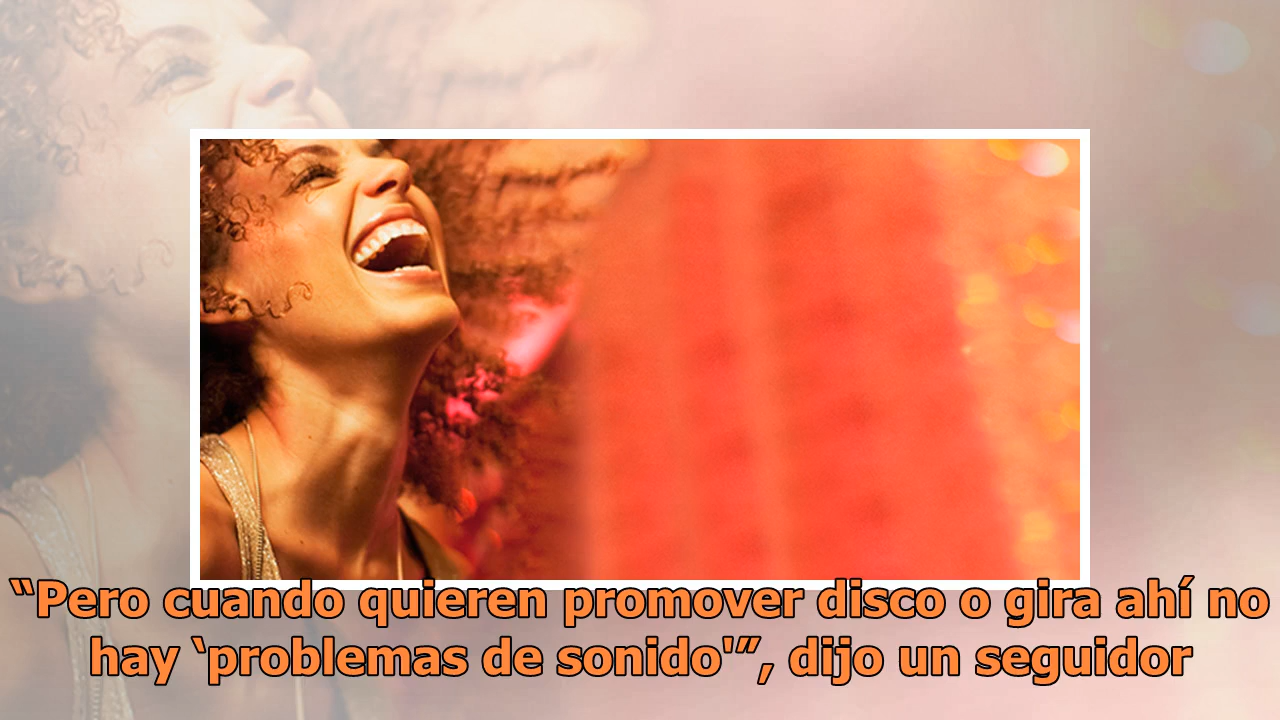 “Pero cuando quieren promover disco o gira ahí no
hay ‘problemas de sonido'”, dijo un seguidor